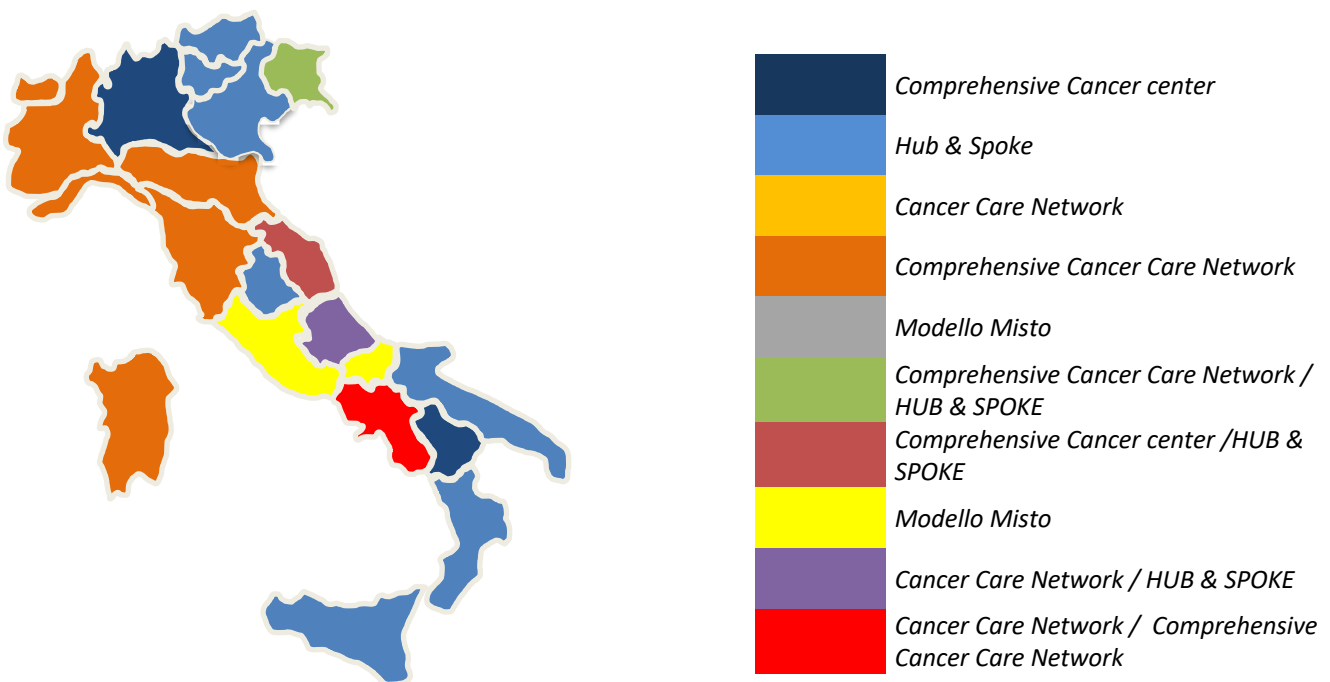 Comprehensive Cancer center
Hub & Spoke
Cancer Care Network
Comprehensive Cancer Care Network
Modello Misto
Comprehensive Cancer Care Network /
HUB & SPOKE
Comprehensive Cancer center /HUB &
SPOKE
Modello Misto
Cancer Care Network / HUB & SPOKE
Cancer Care Network /  Comprehensive
Cancer Care Network